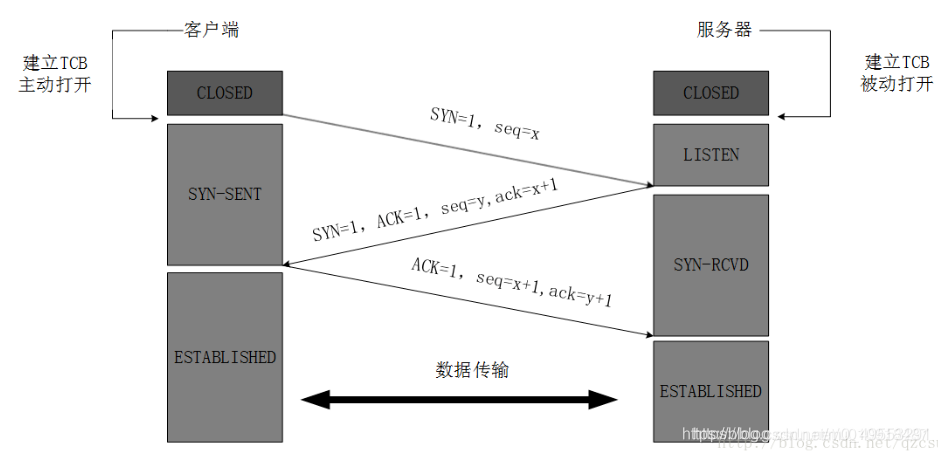 客户端
服务器
建立TCB
主动打开
建立TCB
被动打开
CLOSED
CLOSED
SYN=1, seq=x
LISTEN
SYN-SENT
SYN=1, ACK=1, seq=y,ack=x+1
SYN-RCVD
ACK=1, seq=x+1,ack=y+1
ESTABLISHED
数据传输
ESTABLISHED
http://blog.csdn.net/qzcsu